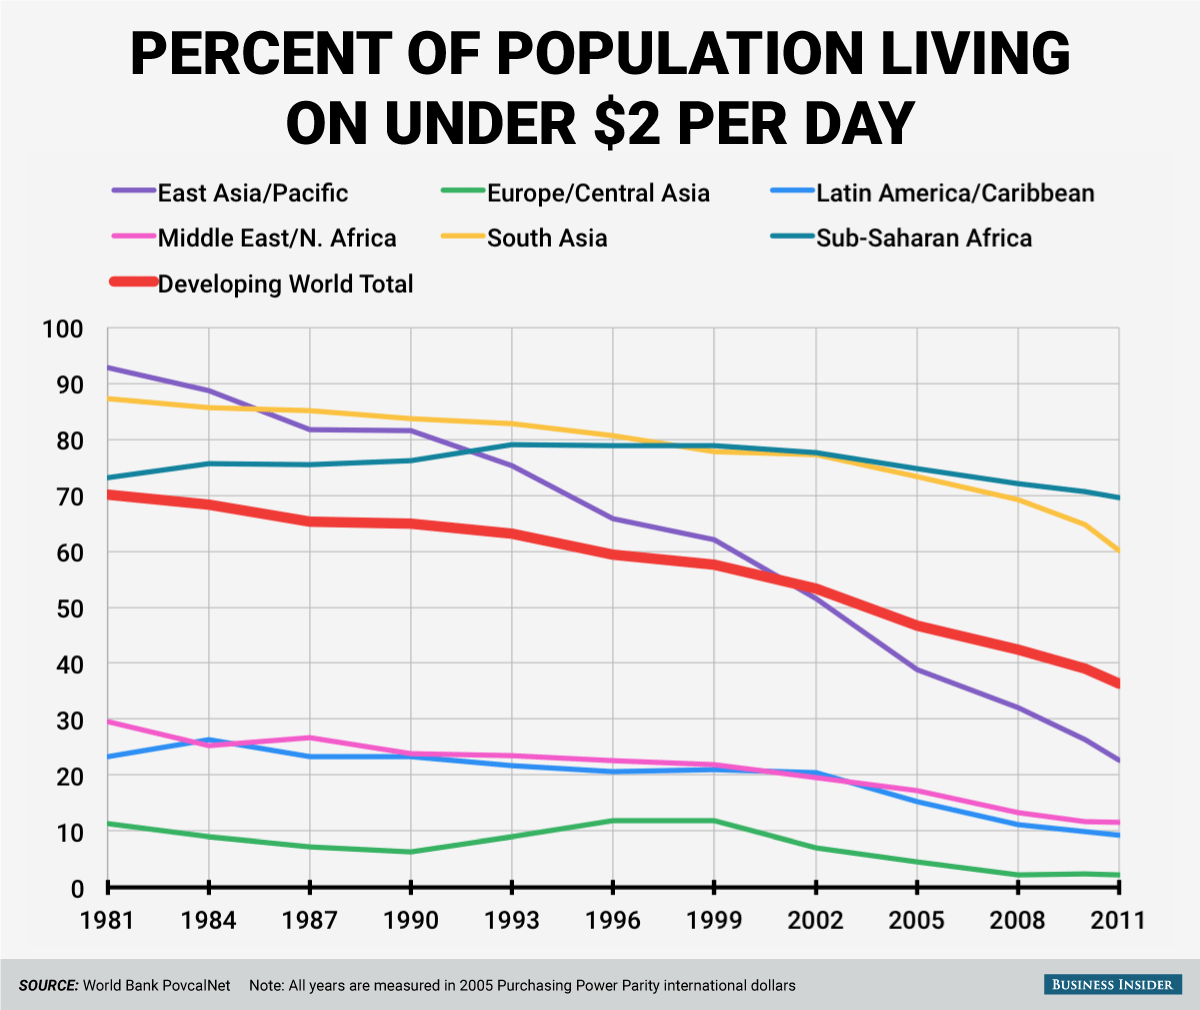 PERCENT OF POPULATION LIVING
ON UNDER $2 PER DAY
East Asia/Pacific
Europe/Central Asia
Latin America/Caribbean
Middle East/N. Africa
South Asia
Sub-Saharan Africa
Developing World Total
100
90
80
70
60
50
40
30
20
10
0
1981 1984 1987 1990 1993 1996 1999 2002 2005 2008 2011
SOURCE: World Bank PovcalNet Note: All years are measured in 2005 Purchasing Power Parity international dollars
BUSINESS INSIDER